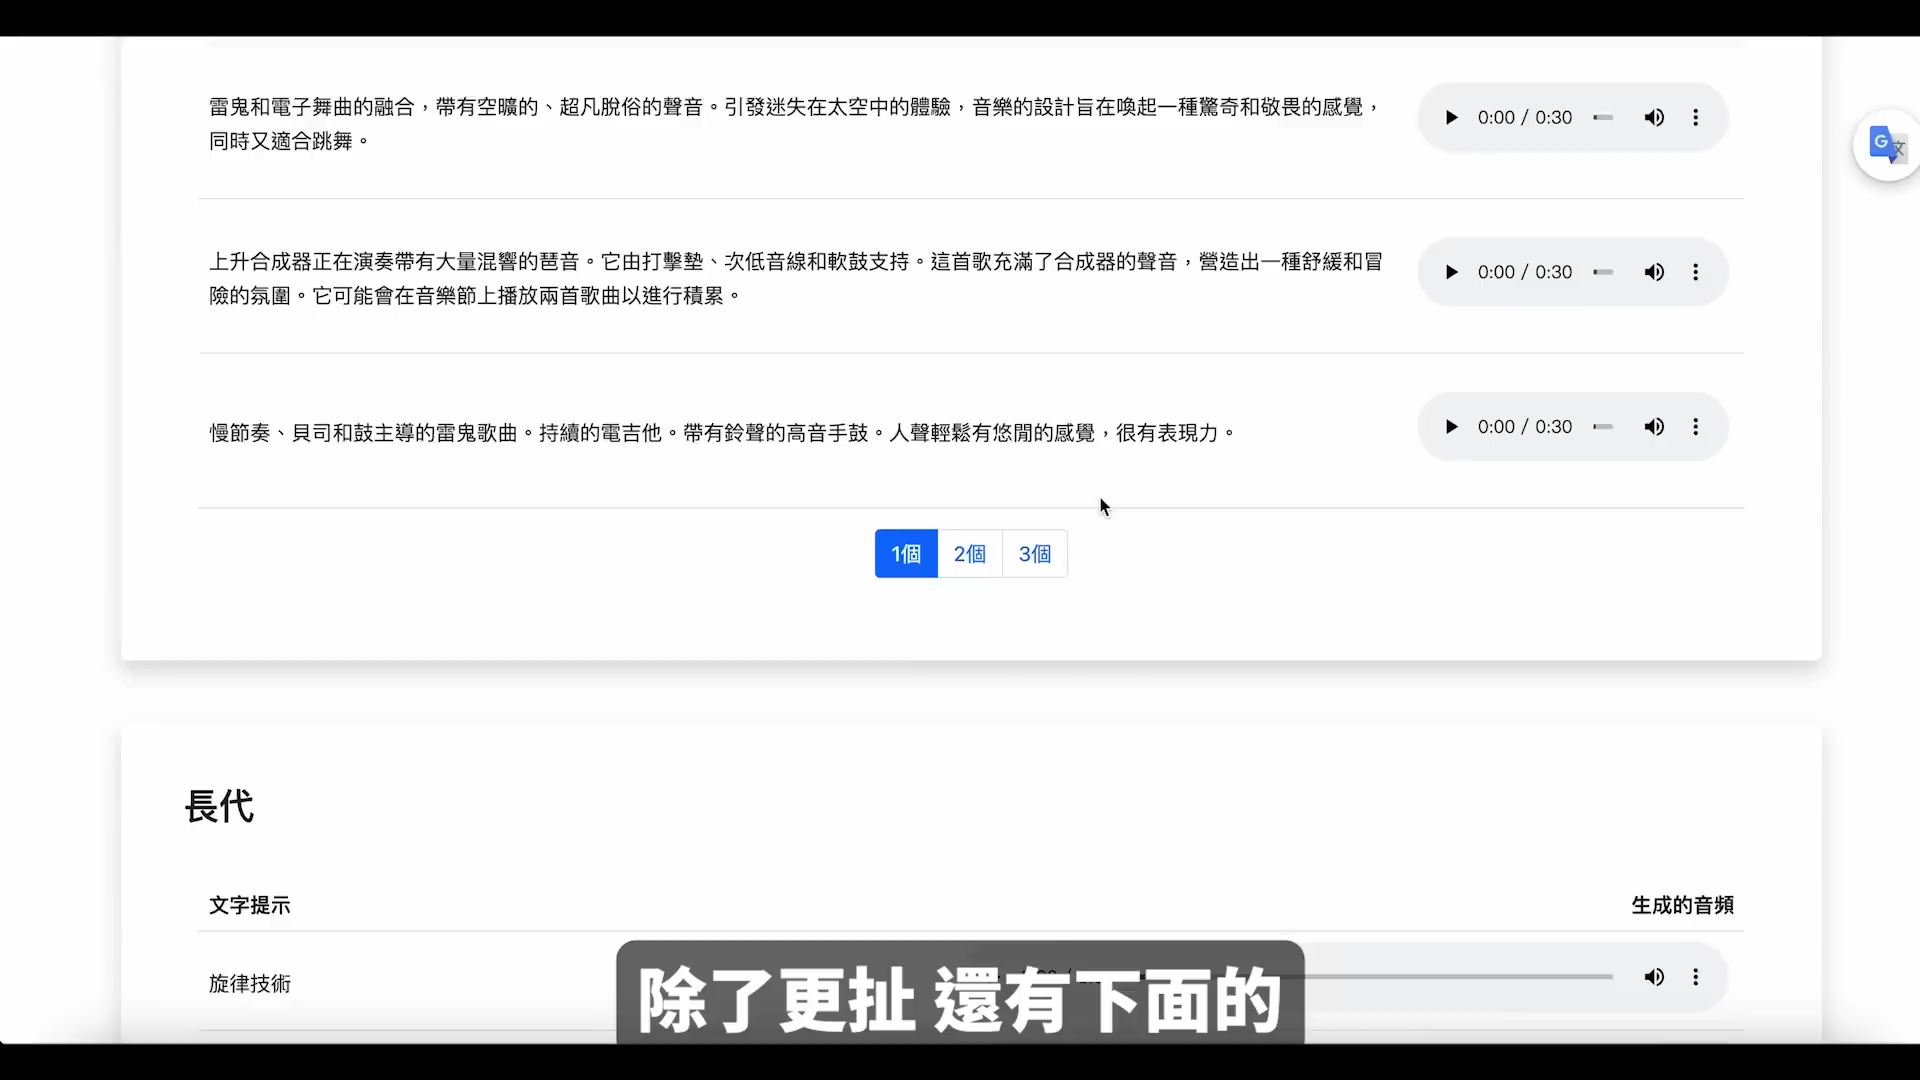 雷鬼和電子舞曲的融合，帶有空曠的、超凡脫俗的聲音。引發迷失在太空中的體驗，音樂的設計旨在喚起一種驚奇和敬畏的感覺，
同時又適合跳舞。
0:00 / 0:30
上升合成器正在演奏帶有大量混響的琶音。它由打擊墊、次低音線和軟鼓支持。這首歌充滿了合成器的聲音，營造出一種舒緩和冒
險的氛圍。它可能會在音樂節上播放兩首歌曲以進行積累。
0:00 / 0:30
慢節奏、貝司和鼓主導的雷鬼歌曲。持續的電吉他。帶有鈴聲的高音手鼓。人聲輕鬆有悠閒的感覺，很有表現力。
0:00 / 0:30
1個 2個 3個
長代
文字提示 生成的音頻
旋律技術
除了更扯 還有下面的